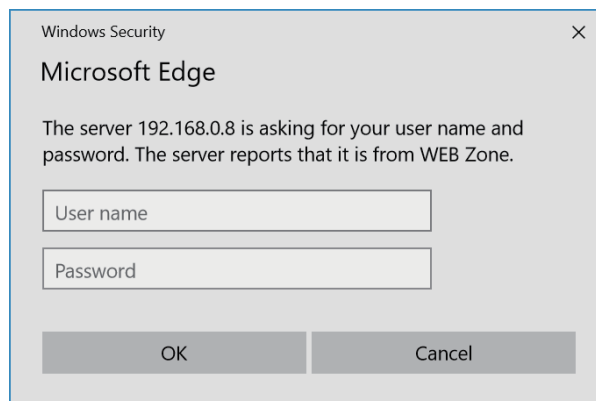 Windows Security
Microsoft Edge
The server 192.168.0.8 is asking for your user name and
password. The server reports that it is from WEB Zone.
User name
Password
OK
Cancel